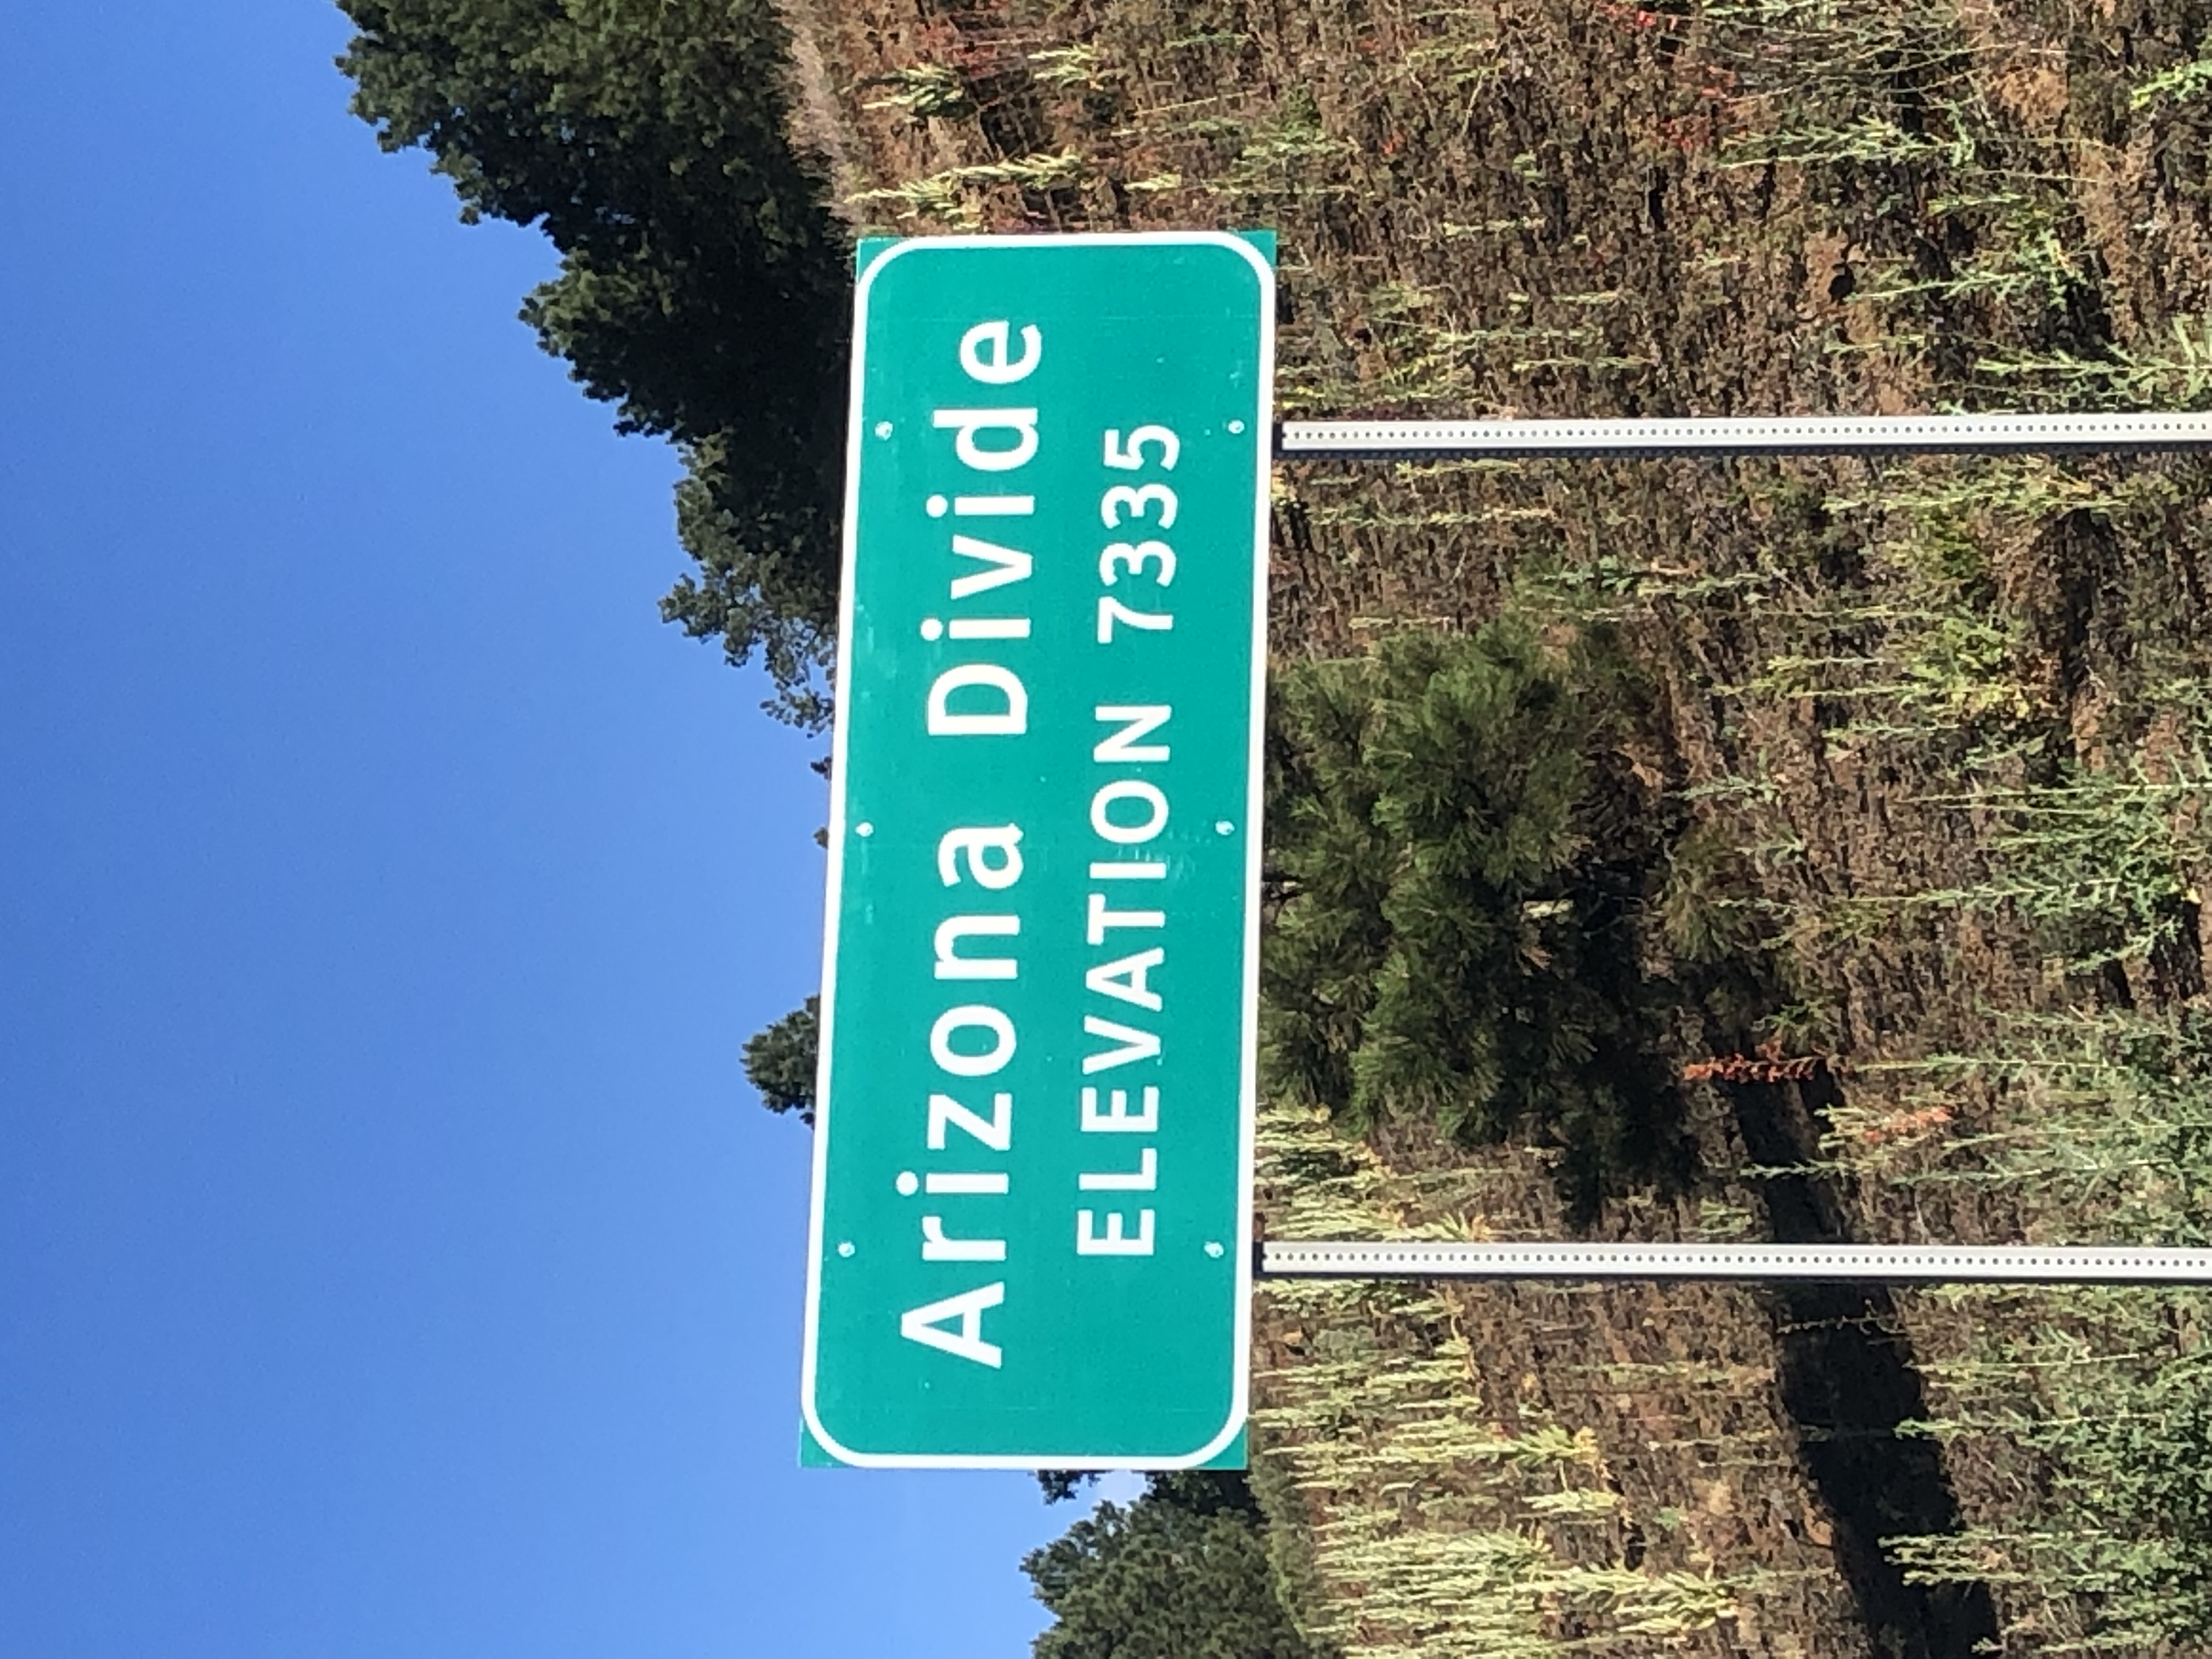 Arizona Divide
ELEVATION 7335